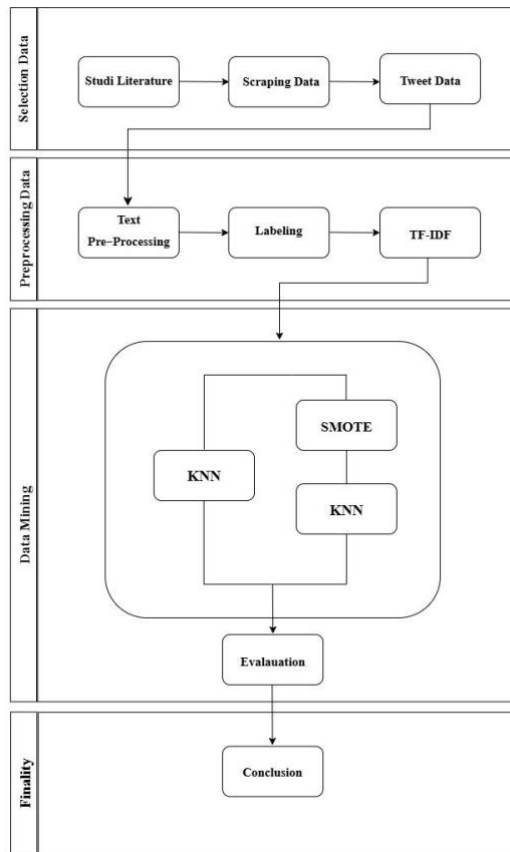 Selection Data
Studi Literature
Scraping Data
Tweet Data
Preprocessing Data
Text
Pre-Processing
Labeling
TF-IDF
Data Mining
KNN
SMOTE
KNN
Evalauation
Finality
Conclusion